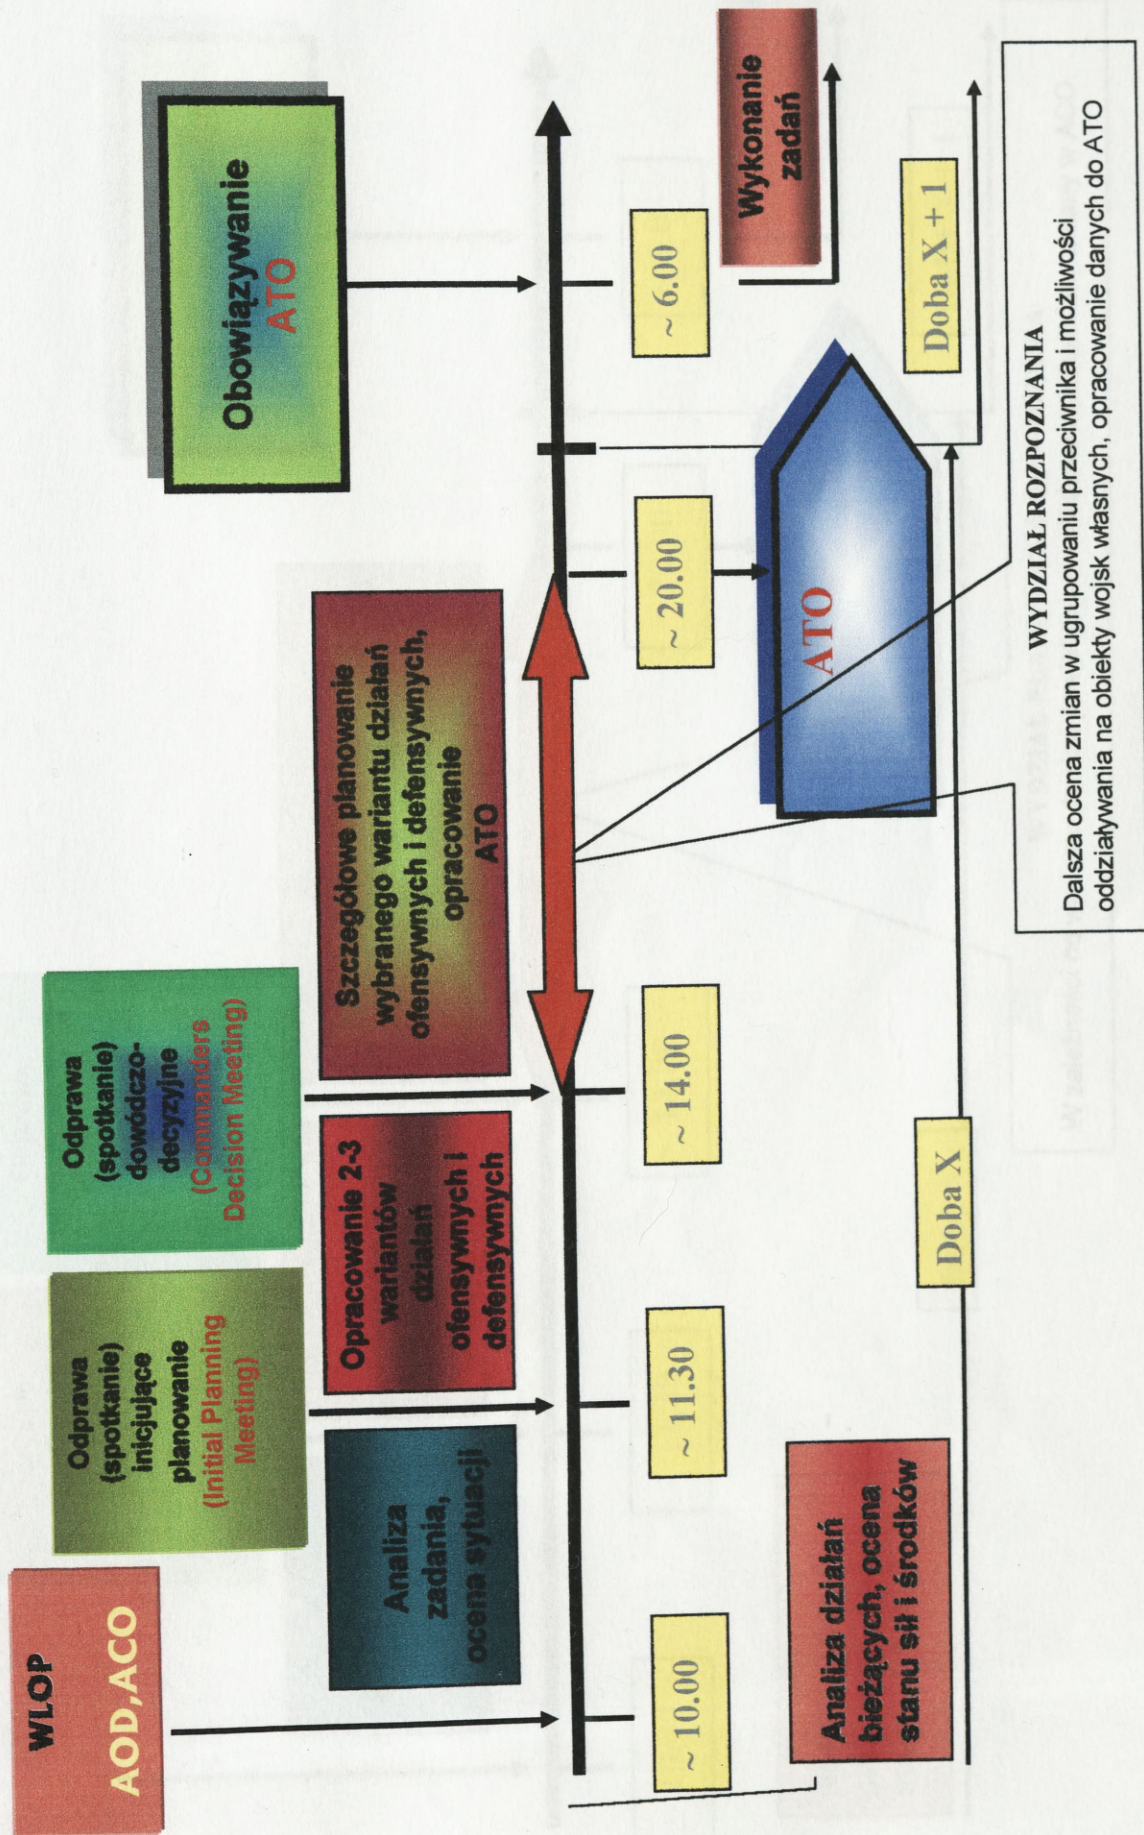 WLOP
AOD,ACO
Odprawa
(spotkanie)
inicjujące
planowanie
(Initial Planning
Meeting)
Odprawa
(spotkanie)
dowódczo-
decyzyjne
(Commanders
Decision Meeting)
Obowiązywanie
ATO
Analiza
zadania,
ocena sytuacji
Opracowanie 2-3
wariantów
działań
ofensywnych i
defensywnych
Szczegółowe planowanie
wybranego wariantu działań
ofensywnych i defensywnych,
opracowanie
ATO
~ 10.00
~ 11.30
~ 14.00
~ 20.00
~ 6.00
Analiza działań
bieżących, ocena
stanu sił i środków
ATO
Wykonanie
zadań
Doba X
Doba X + 1
WYDZIAŁ ROZPOZNANIA
Dalsza ocena zmian w ugrupowaniu przeciwnika i możliwości
oddziaływania na obiekty wojsk własnych, opracowanie danych do ATO